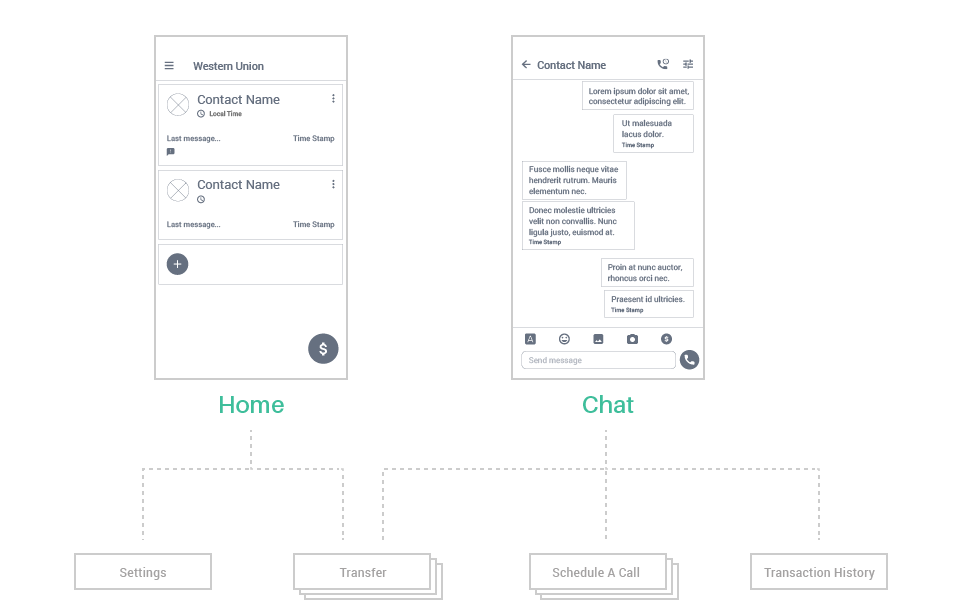 Western Union
Contact Name
Local Time
Last message...
Time Stamp
Contact Name
Last message...
Time Stamp
Home
Contact Name
Lorem ipsum dolor sit amet,
consectetur adipiscing elit.
Ut malesuada
lacus dolor.
Time Stamp
Fusce mollis neque vitae
hendrerit rutrum. Mauris
elementum nec.
Donec molestie ultricies
velit non convallis. Nunc
ligula justo, euismod at.
Time Stamp
Proin at nunc auctor,
rhoncus orci nec.
Praesent id ultricies.
Time Stamp
A
$
Send message
$
Chat
Settings
Transfer
Schedule A Call
Transaction History